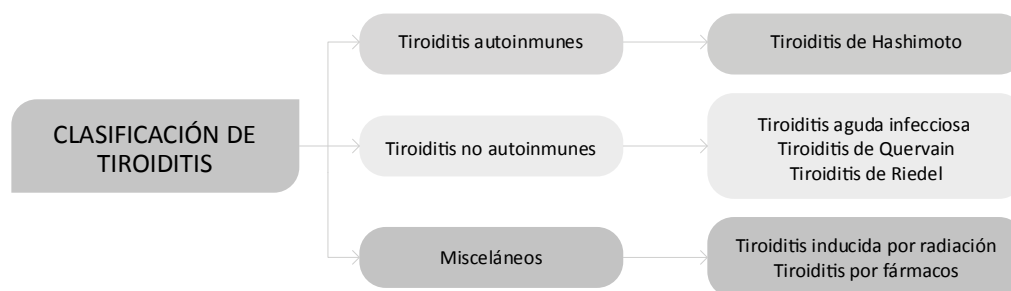 CLASIFICACIÓN DE
TIROIDITIS
Tiroiditis autoinmunes
Tiroiditis de Hashimoto
Tiroiditis no autoinmunes
Tiroiditis aguda infecciosa
Tiroiditis de Quervain
Tiroiditis de Riedel
Misceláneos
Tiroiditis inducida por radiación
Tiroiditis por fármacos